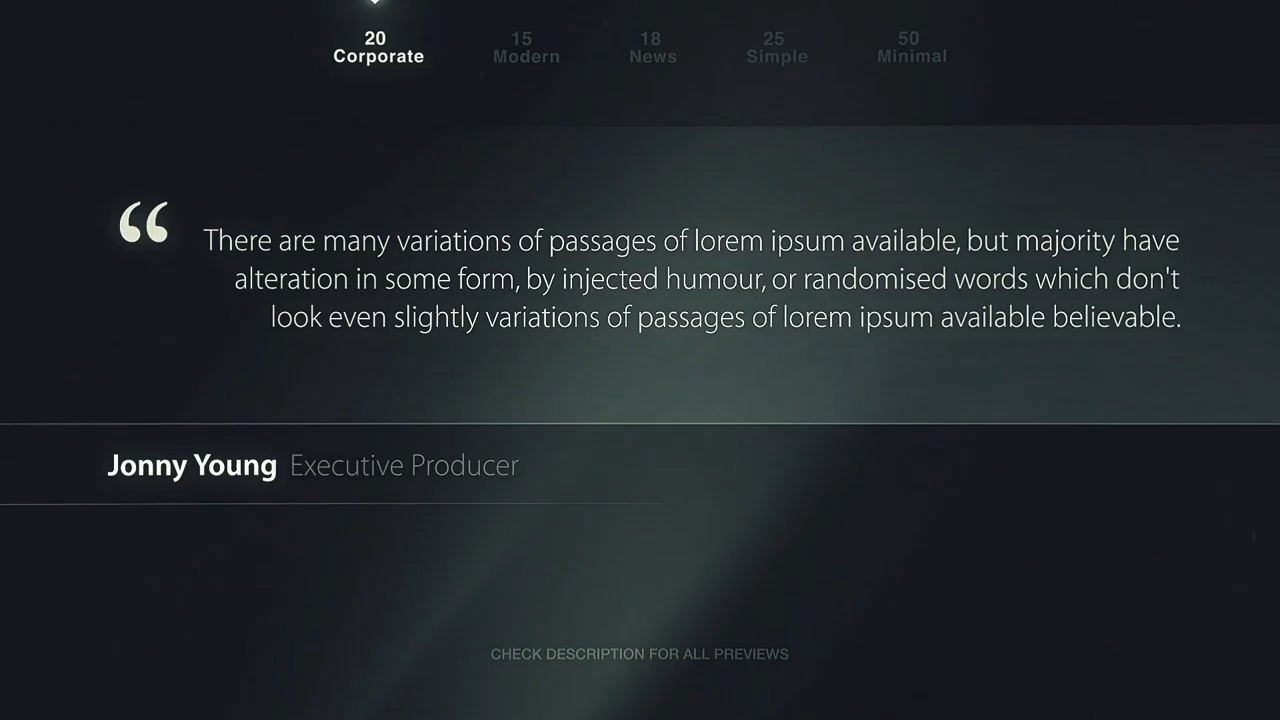 20 15 18 25 50
Corporate Modern News Simple Minimal
“ There are many variations of passages of lorem ipsum available, but majority have
alteration in some form, by injected humour, or randomised words which don't
look even slightly variations of passages of lorem ipsum available believable.
Jonny Young Executive Producer
CHECK DESCRIPTION FOR ALL PREVIEWS